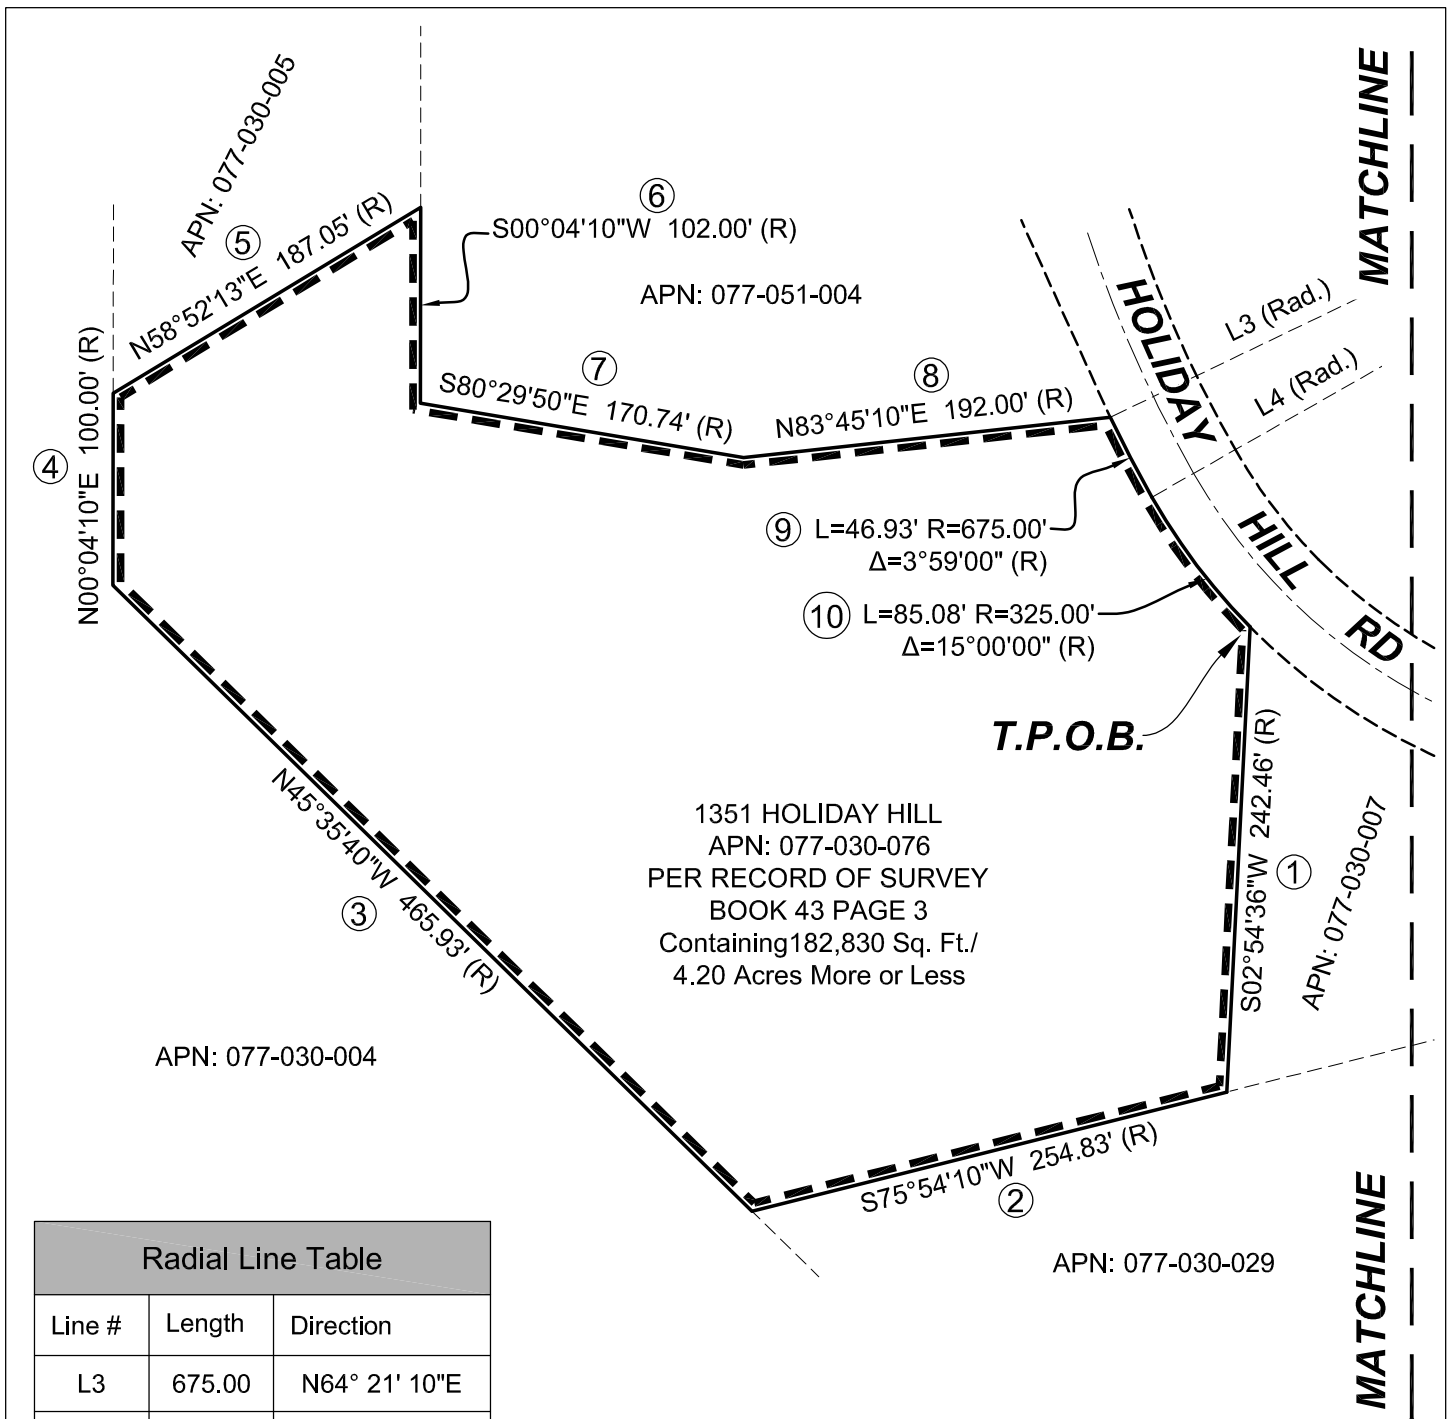 MATCHLINE
APN: 077-030-005
6
S00°04'10"W 102.00' (R)
5
N58°52'13"E 187.05' (R)
APN: 077-051-004
HOLIDAY
HILL
RD
L3 (Rad.)
L4 (Rad.)
4
N00°04'10"E 100.00' (R)
7
S80°29'50"E 170.74' (R)
8
N83°45'10"E 192.00' (R)
9 L=46.93' R=675.00'
Δ=3°59'00" (R)
10 L=85.08' R=325.00'
Δ=15°00'00" (R)
T.P.O.B.
N45°35'40"W 465.93' (R)
3
1351 HOLIDAY HILL
APN: 077-030-076
PER RECORD OF SURVEY
BOOK 43 PAGE 3
Containing182,830 Sq. Ft./
4.20 Acres More or Less
S02°54'36"W 242.46' (R)
1
APN: 077-030-007
APN: 077-030-004
S75°54'10"W 254.83' (R)
2
APN: 077-030-029
MATCHLINE
Radial Line Table
Line # Length Direction
L3 675.00 N64° 21' 10"E